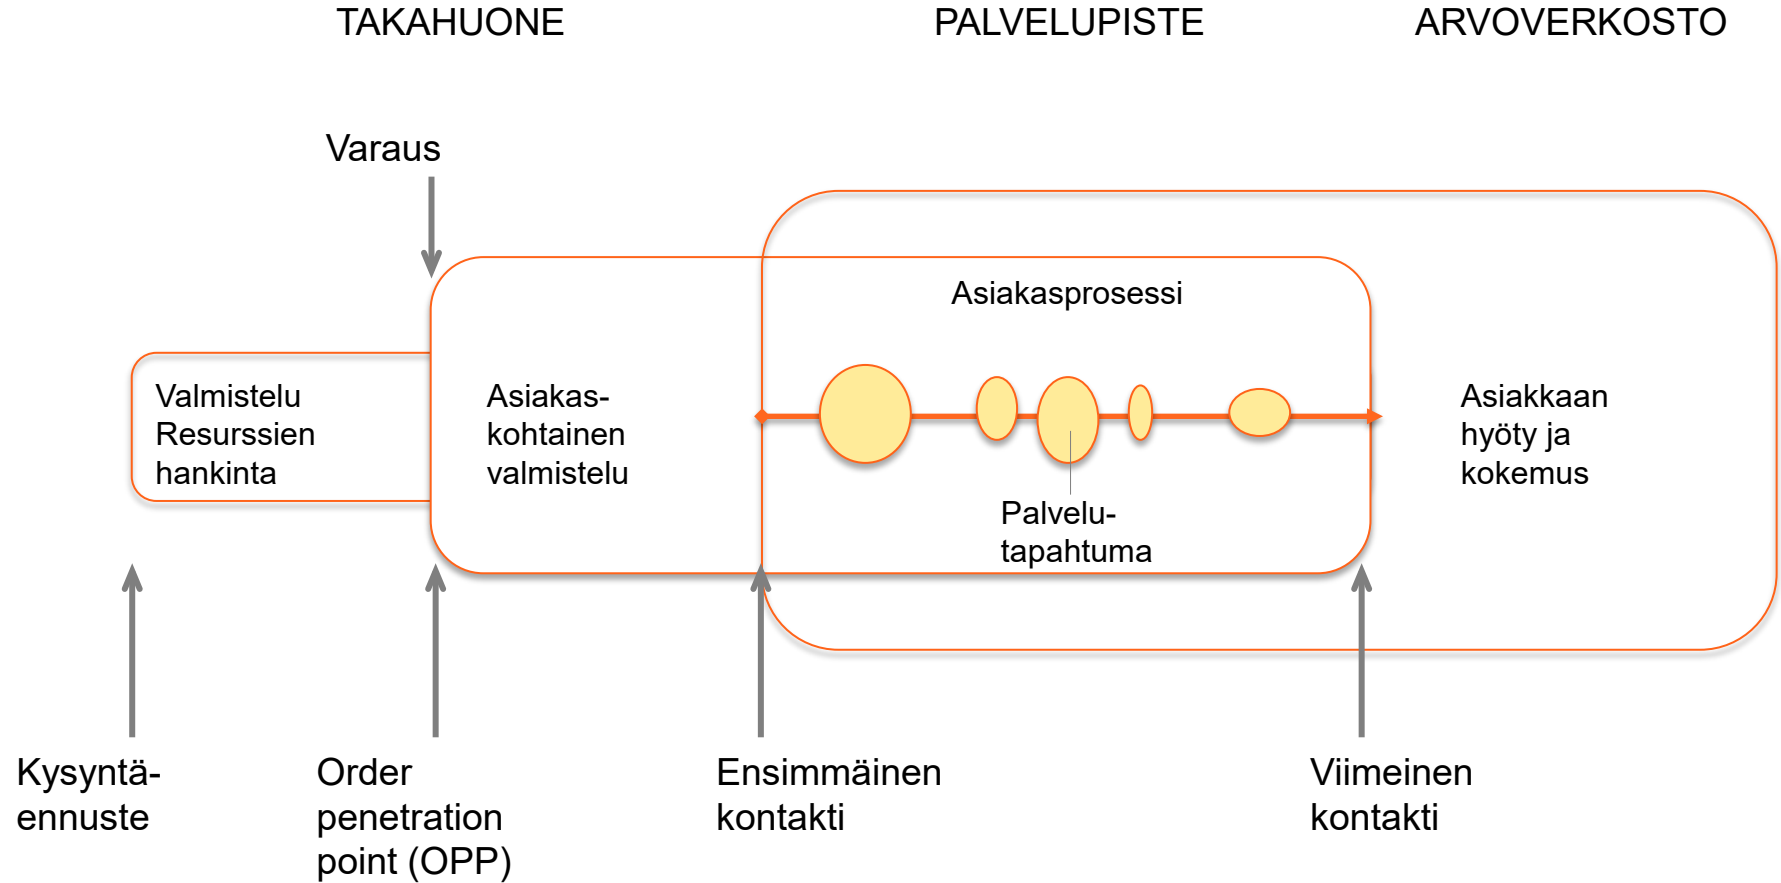 TAKAHUONE
PALVELUPISTE
ARVOVERKOSTO
Varaus
Asiakasprosessi
Valmistelu
Resurssien
hankinta
Asiakas-
kohtainen
valmistelu
Palvelu-
tapahtuma
Asiakkaan
hyöty ja
kokemus
Kysyntä-
ennuste
Order
penetration
point (OPP)
Ensimmäinen
kontakti
Viimeinen
kontakti